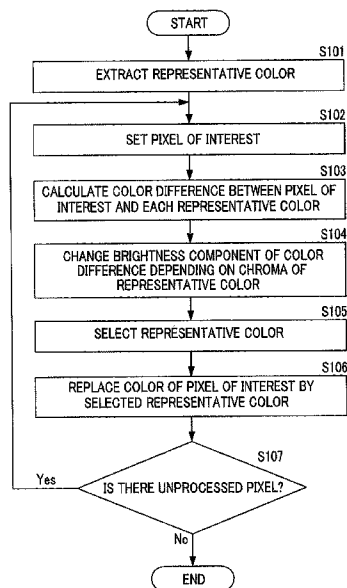 START
S101
EXTRACT REPRESENTATIVE COLOR
S102
SET PIXEL OF INTEREST
S103
CALCULATE COLOR DIFFERENCE BETWEEN PIXEL OF
INTEREST AND EACH REPRESENTATIVE COLOR
S104
CHANGE BRIGHTNESS COMPONENT OF COLOR
DIFFERENCE DEPENDING ON CHROMA OF
REPRESENTATIVE COLOR
S105
SELECT REPRESENTATIVE COLOR
S106
REPLACE COLOR OF PIXEL OF INTEREST BY
SELECTED REPRESENTATIVE COLOR
S107
Yes
IS THERE UNPROCESSED PIXEL?
No
END